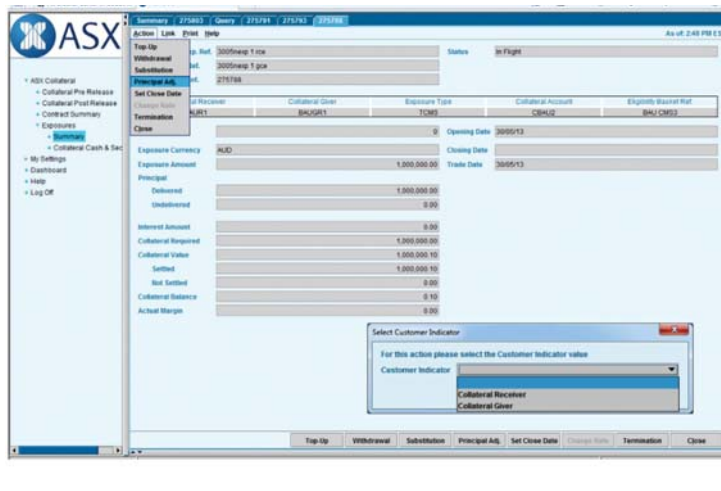 ASX
Summary 275803 Query 275791 275793 275788
Action Link Print Help As of: 2:40 PM ES
Top-Up
Withdrawal
Substitution
Principal Adj.
Set Close Date
Change Rate
Termination
Close
p. Ref. 3005nexp 1 rce Status In Flight
Ref. 3005nexp 1 gce
275788
ASX Collateral
Collateral Pre Release
Collateral Post Release
Contract Summary
Exposures
Summary
Collateral Cash & Sec
My Settings
Dashboard
Help
Log Off
al Receiver Collateral Giver Exposure Type Collateral Account Eligibility Basket Ref.
BAUGR1 TCMS CBAU2 BAU CMS3
0 Opening Date 30/05/13
Exposure Currency AUD Closing Date
Exposure Amount 1,000,000.00 Trade Date 30/05/13
Principal
Delivered 1,000,000.00
Undelivered 0.00
Interest Amount 0.00
Collateral Required 1,000,000.00
Collateral Value 1,000,000.10
Settled 1,000,000.10
Not Settled 0.00
Collateral Balance 0.10
Actual Margin 0.00
Select Customer Indicator
For this action please select the Customer Indicator value
Customer Indicator
Collateral Receiver
Collateral Giver
Top-Up Withdrawal Substitution Principal Adj. Set Close Date Change Rate Termination Close